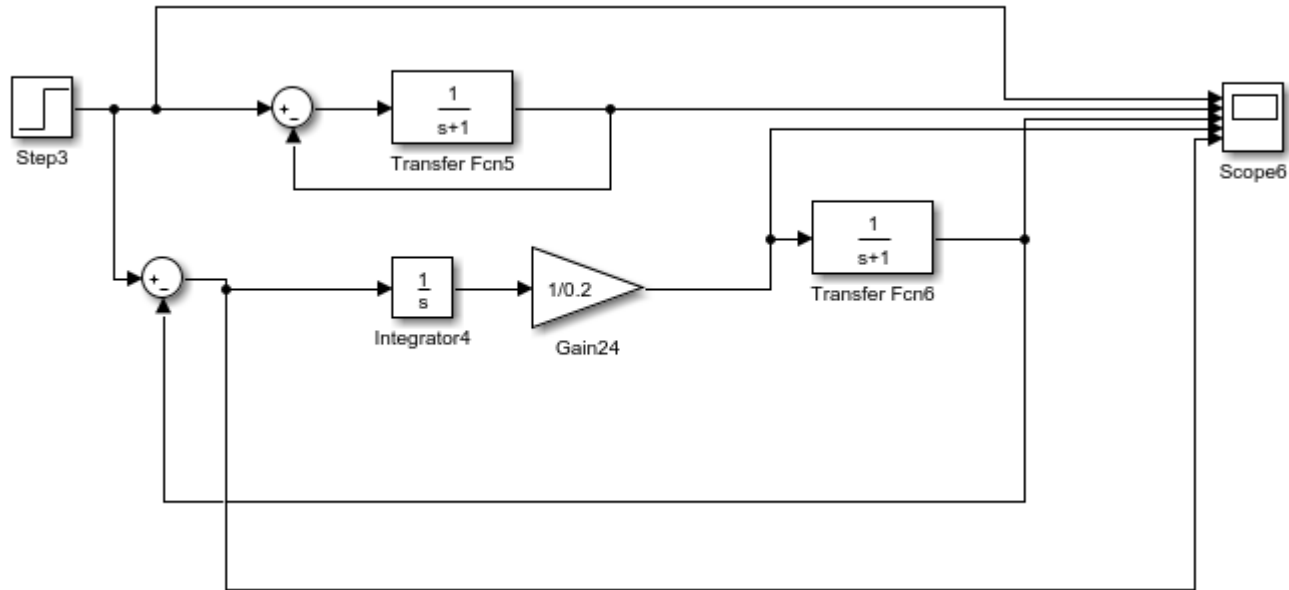 Step3
+
-
1
s+1
Transfer Fcn5
Scope6
+
-
1
s
Integrator4
1/0.2
Gain24
1
s+1
Transfer Fcn6